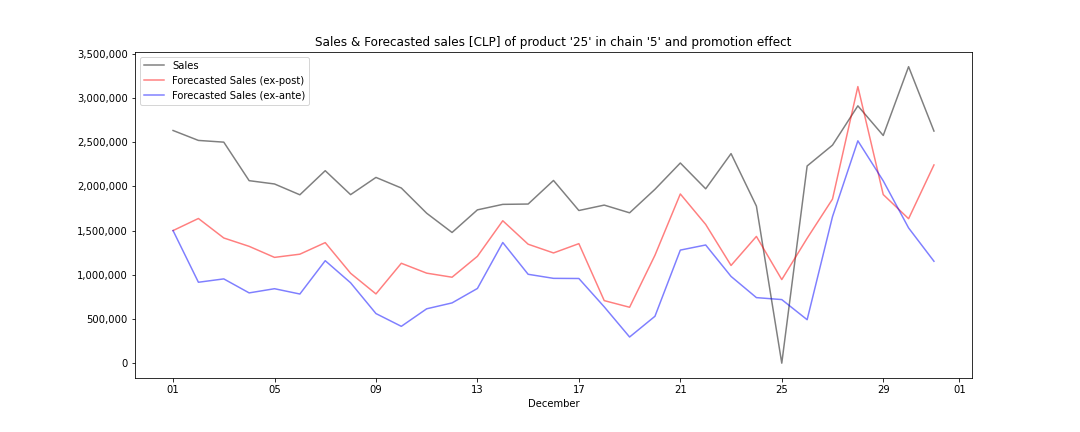 Sales & Forecasted sales [CLP] of product '25' in chain '5' and promotion effect
3,500,000
3,000,000
2,500,000
2,000,000
1,500,000
1,000,000
500,000
0
Sales
Forecasted Sales (ex-post)
Forecasted Sales (ex-ante)
01 05 09 13 17 21 25 29 01
December